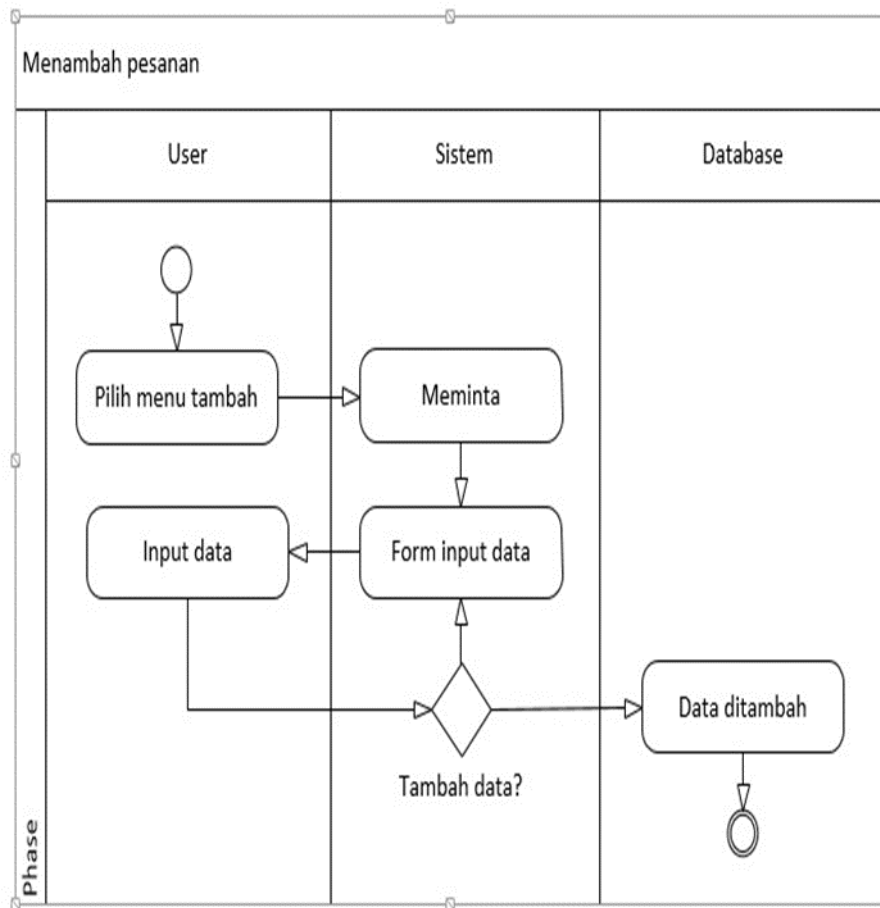 Menambah pesanan
User
Sistem
Database
Pilih menu tambah
Meminta
Input data
Form input data
Data ditambah
Tambah data?
Phase